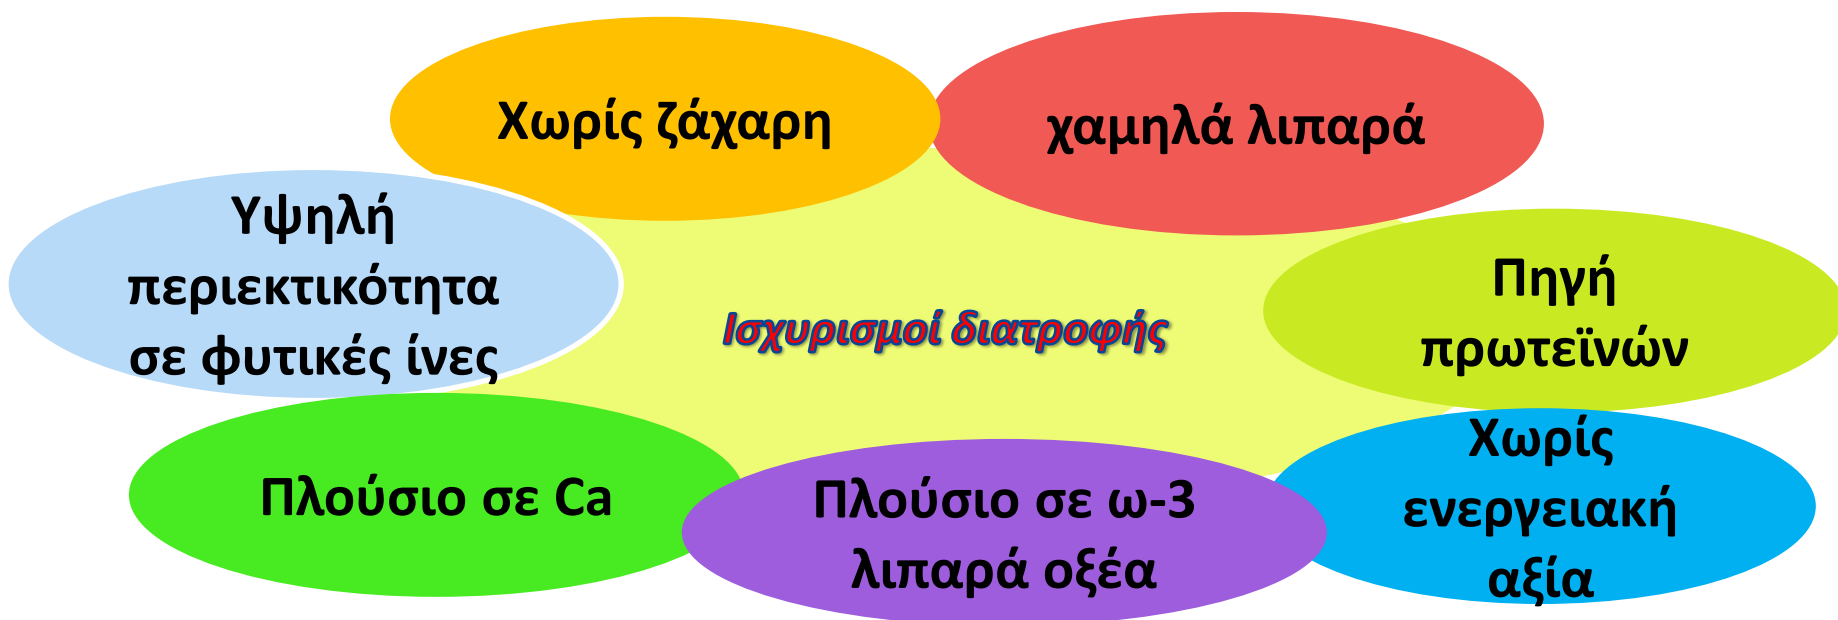 Χωρίς ζάχαρη
χαμηλά λιπαρά
Υψηλή
περιεκτικότητα
σε φυτικές ίνες
Ισχυρισμοί διατροφής
Πηγή
πρωτεϊνών
Πλούσιο σε Ca
Πλούσιο σε ω-3
λιπαρά οξέα
Χωρίς
ενεργειακή
αξία